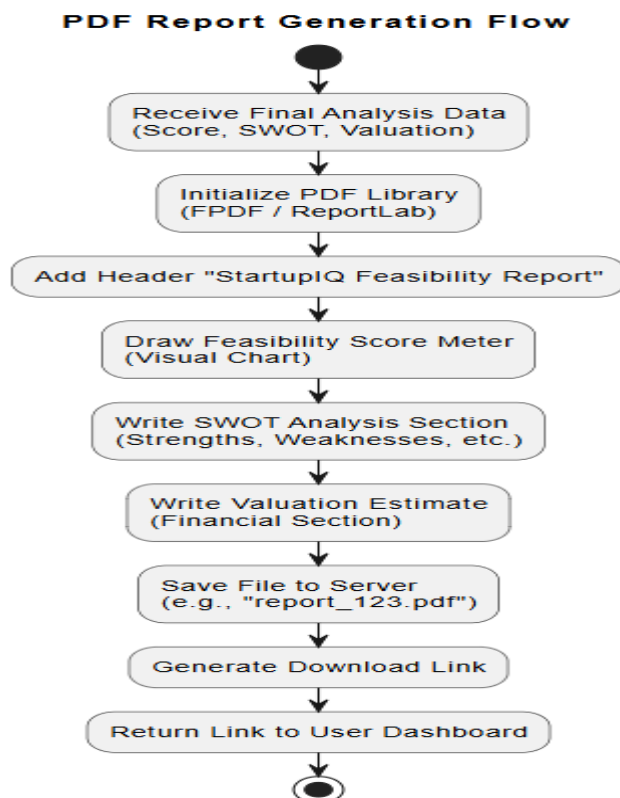 PDF Report Generation Flow
Receive Final Analysis Data
(Score, SWOT, Valuation)
Initialize PDF Library
(FPDF / ReportLab)
Add Header "StartupIQ Feasibility Report"
Draw Feasibility Score Meter
(Visual Chart)
Write SWOT Analysis Section
(Strengths, Weaknesses, etc.)
Write Valuation Estimate
(Financial Section)
Save File to Server
(e.g., "report_123.pdf")
Generate Download Link
Return Link to User Dashboard